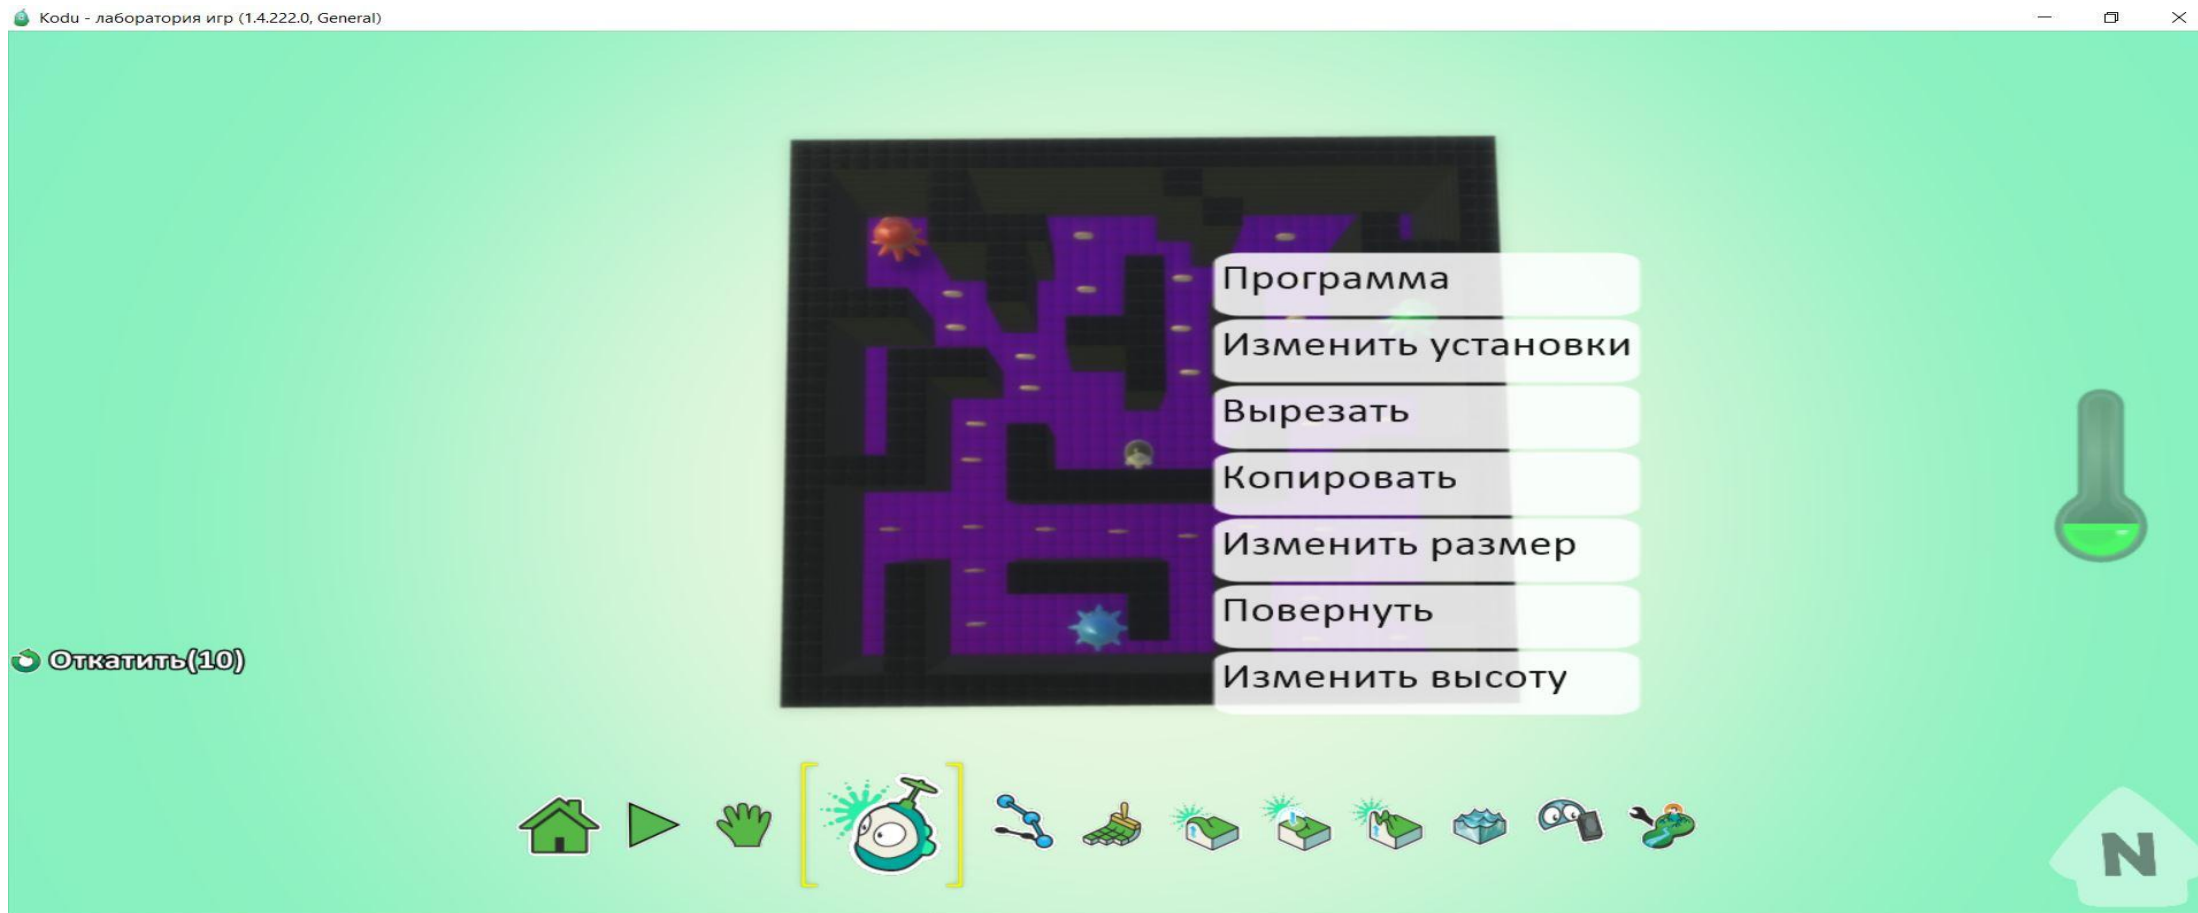 Kodu - лаборатория игр (1.4.222.0, General)
Программа
Изменить установки
Вырезать
Копировать
Изменить размер
Повернуть
Изменить высоту
Откатить(10)
N